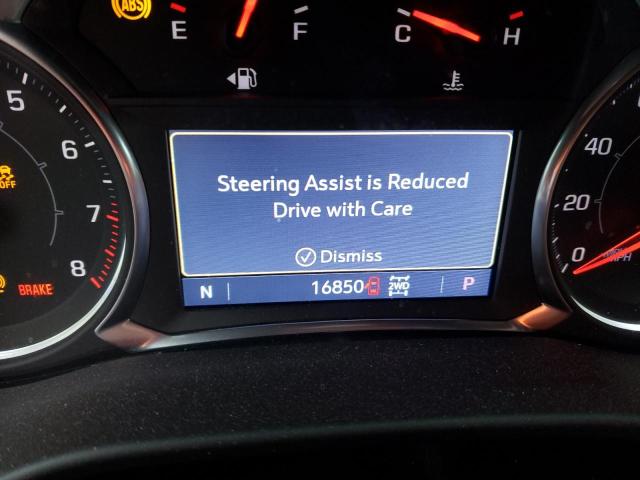 ABS
E F C H
5
6
7
8
OFF
BRAKE
Steering Assist is Reduced
Drive with Care
Dismiss
N 16850 2WD P
40
20
0
MPH